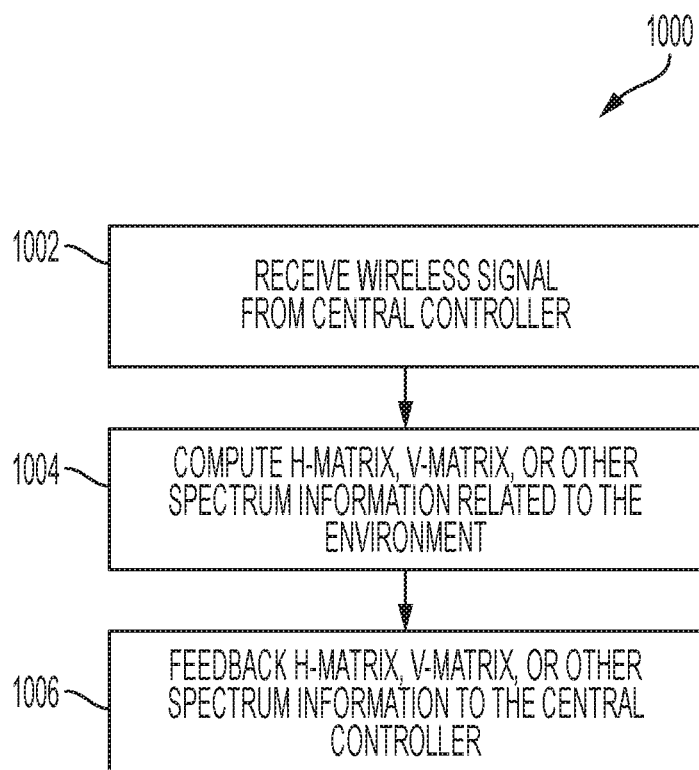 1000
1002
RECEIVE WIRELESS SIGNAL
FROM CENTRAL CONTROLLER
1004
COMPUTE H-MATRIX, V-MATRIX, OR OTHER
SPECTRUM INFORMATION RELATED TO THE
ENVIRONMENT
1006
FEEDBACK H-MATRIX, V-MATRIX, OR OTHER
SPECTRUM INFORMATION TO THE CENTRAL
CONTROLLER